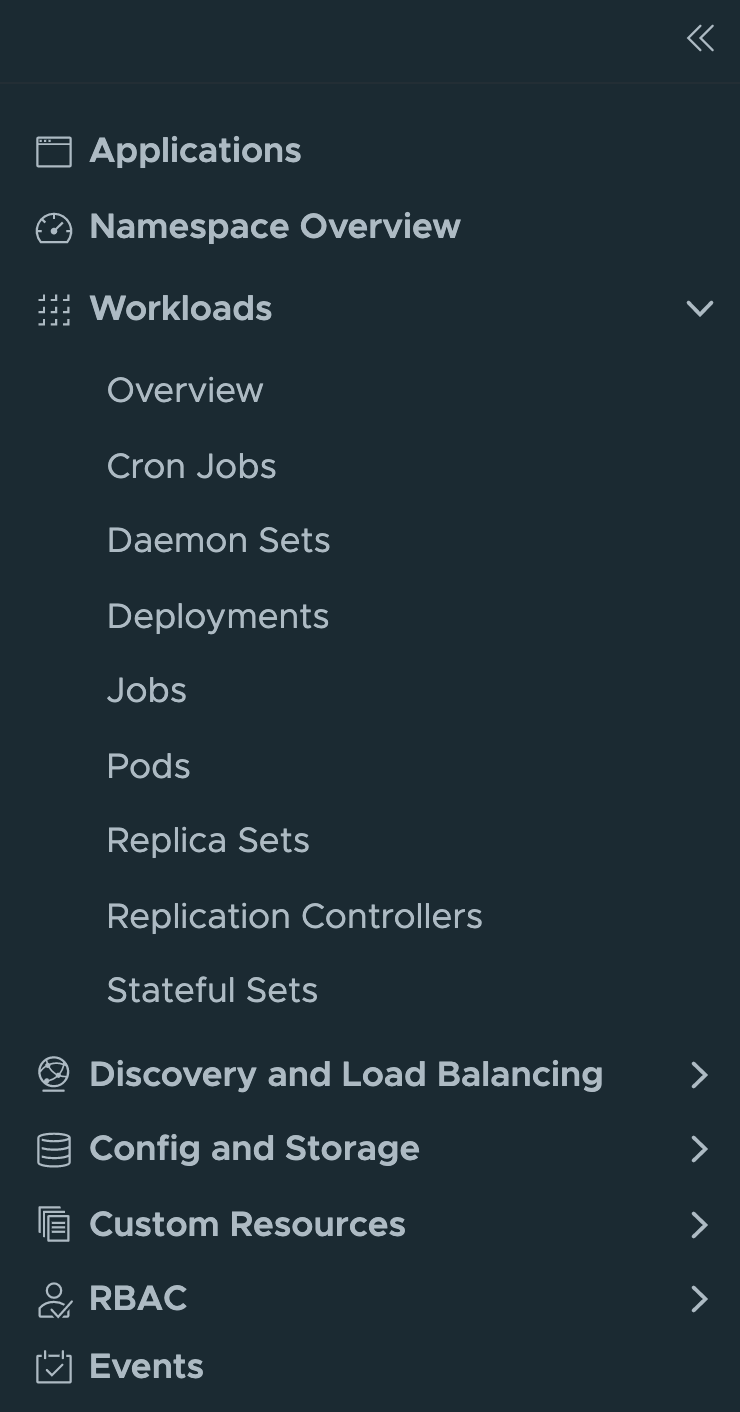 Applications
Namespace Overview
Workloads
Overview
Cron Jobs
Daemon Sets
Deployments
Jobs
Pods
Replica Sets
Replication Controllers
Stateful Sets
Discovery and Load Balancing
Config and Storage
Custom Resources
RBAC
Events